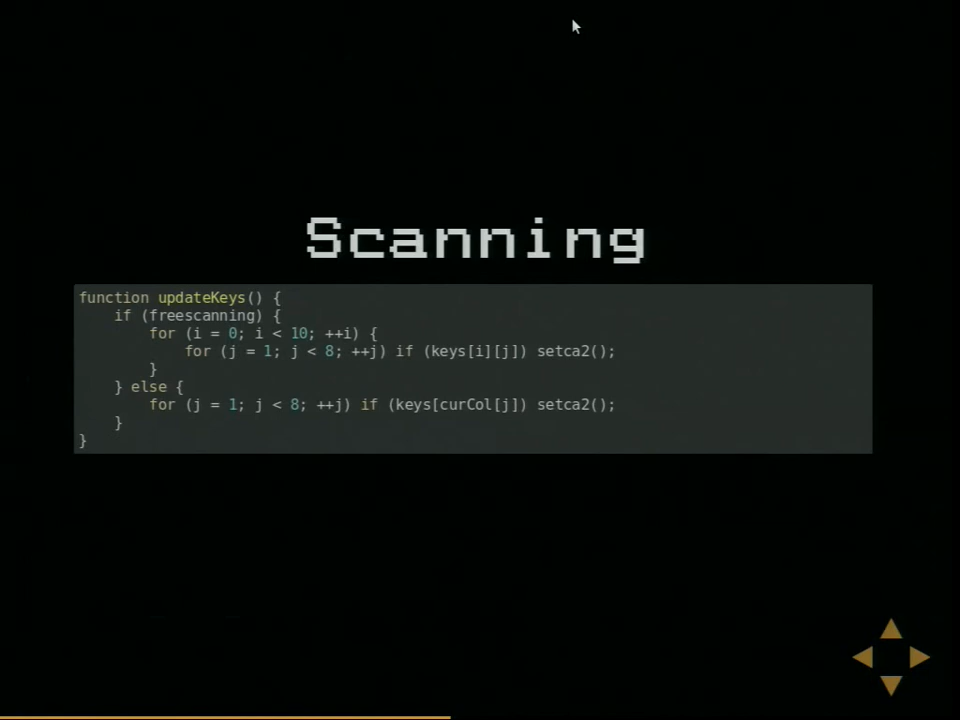 Scanning
function updateKeys() {
    if (freescanning) {
        for (i = 0; i < 10; ++i) {
            for (j = 1; j < 8; ++j) if (keys[i][j]) setca2();
        }
    } else {
        for (j = 1; j < 8; ++j) if (keys[curCol[j]) setca2();
    }
}